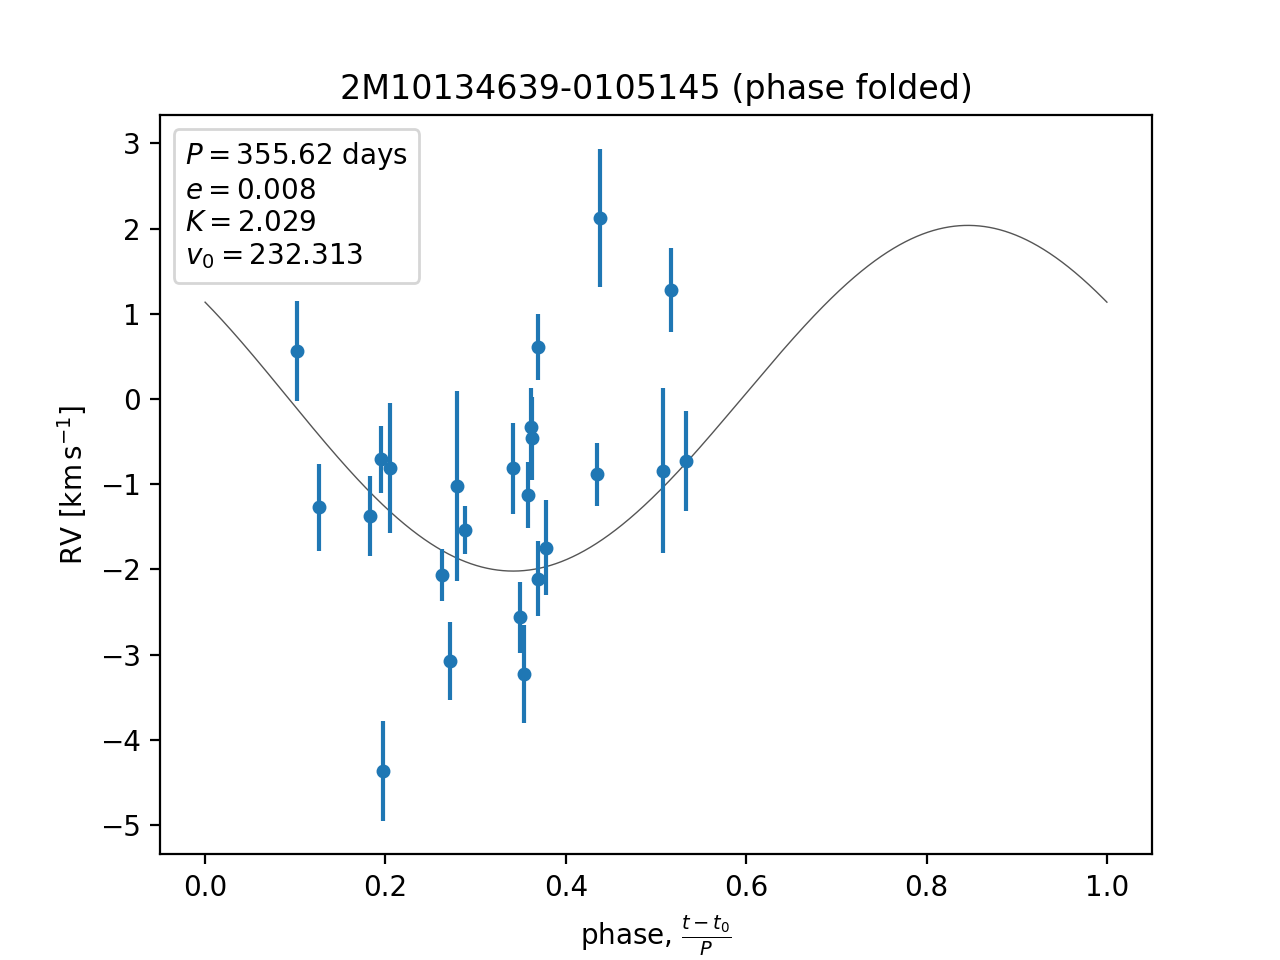 2M10134639-0105145 (phase folded)
P = 355.62 days
e = 0.008
K = 2.029
v₀ = 232.313
3
2
1
0
−1
−2
−3
−4
−5
RV [km s⁻¹]
0.0 0.2 0.4 0.6 0.8 1.0
phase, (t − t₀)/P